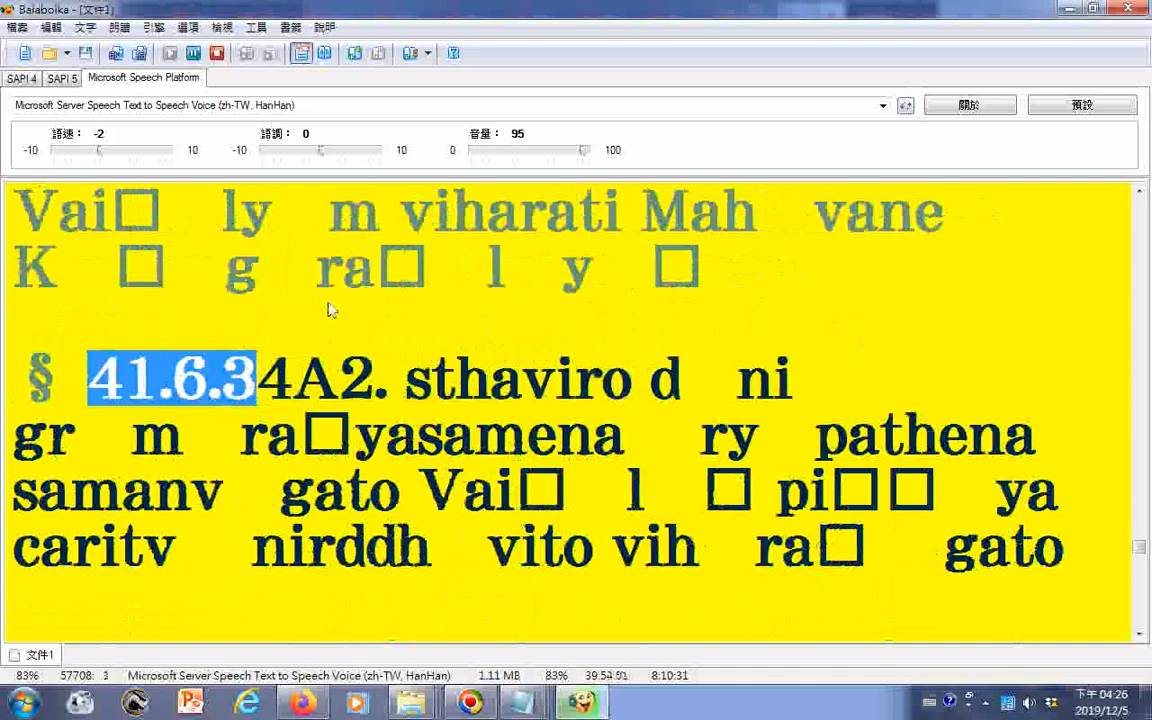 Balabolka - [文件1]
檔案 編輯 文字 朗讀 引擎 選項 檢視 工具 書籤 說明
SAPI 4 SAPI 5 Microsoft Speech Platform
Microsoft Server Speech Text to Speech Voice (zh-TW, HanHan) 關於 預設
語速： -2 語調： 0 音量： 95
-10 10 -10 10 0 100
Vai□ ly m viharati Mah vane
K □ g ra□ l y □
§ 41.6.34A2. sthaviro d ni
gr m ra□yasamena ry pathena
samanv gato Vai□ l □ pi□□ ya
caritv nirddh vito vih ra□ gato
文件1
83% 57708: 3 Microsoft Server Speech Text to Speech Voice (zh-TW, HanHan) 1.11 MB 83% 8:10:31
下午 04:26
2019/12/5